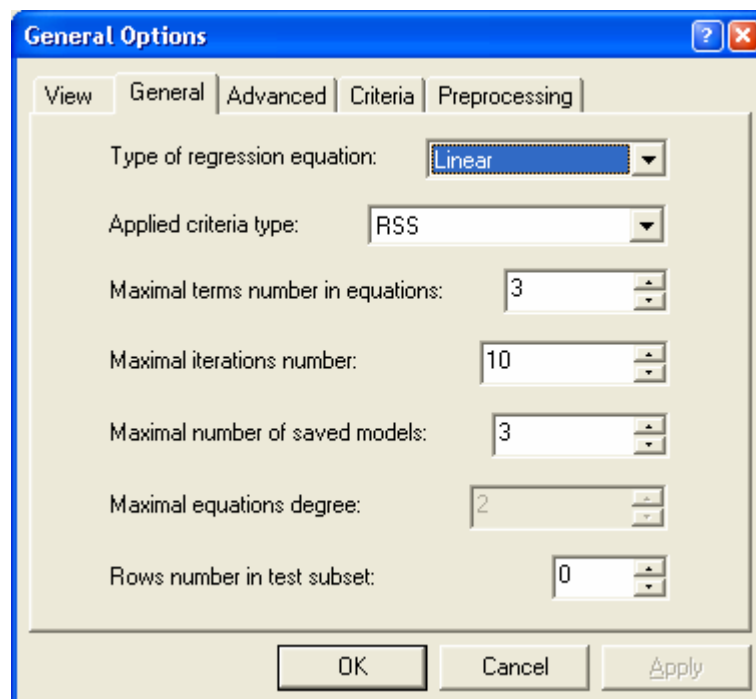 General Options
View General Advanced Criteria Preprocessing
Type of regression equation: Linear
Applied criteria type: RSS
Maximal terms number in equations: 3
Maximal iterations number: 10
Maximal number of saved models: 3
Maximal equations degree: 2
Rows number in test subset: 0
OK Cancel Apply